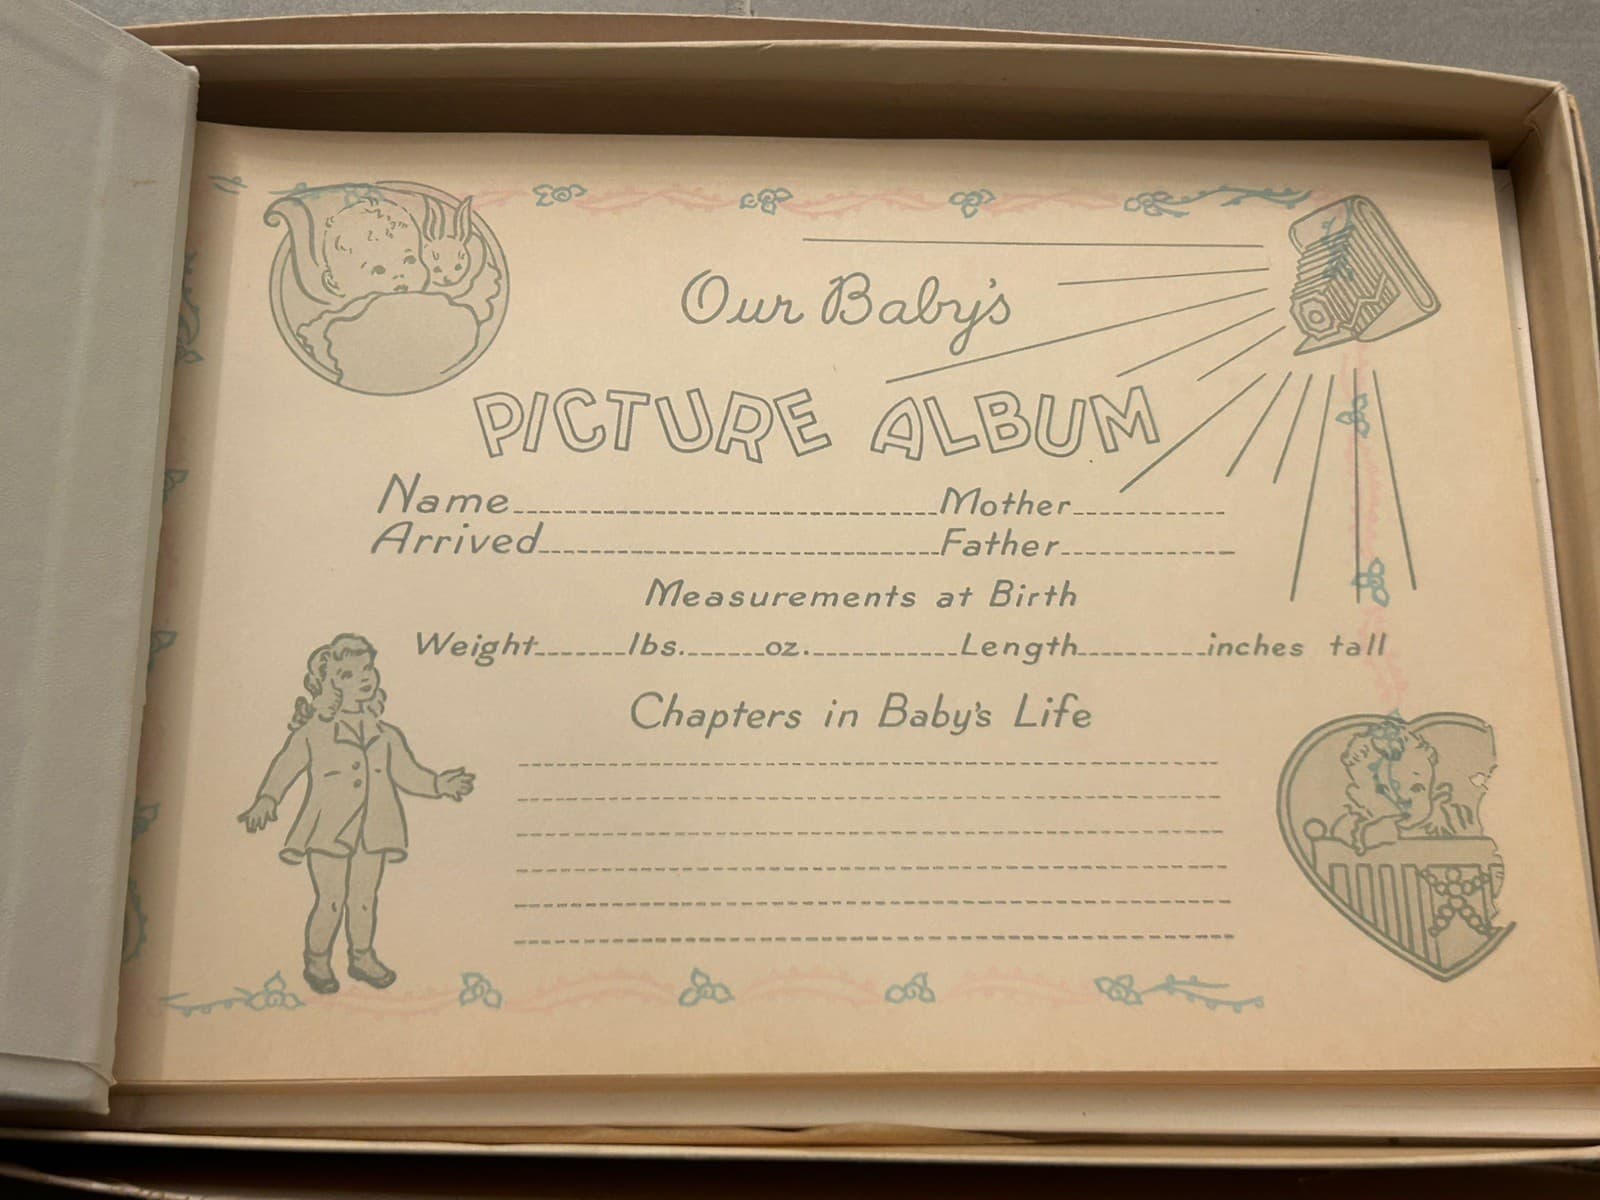 Our Baby's
PICTURE ALBUM
Name Mother
Arrived Father
Measurements at Birth
Weight lbs. oz. Length inches tall
Chapters in Baby's Life